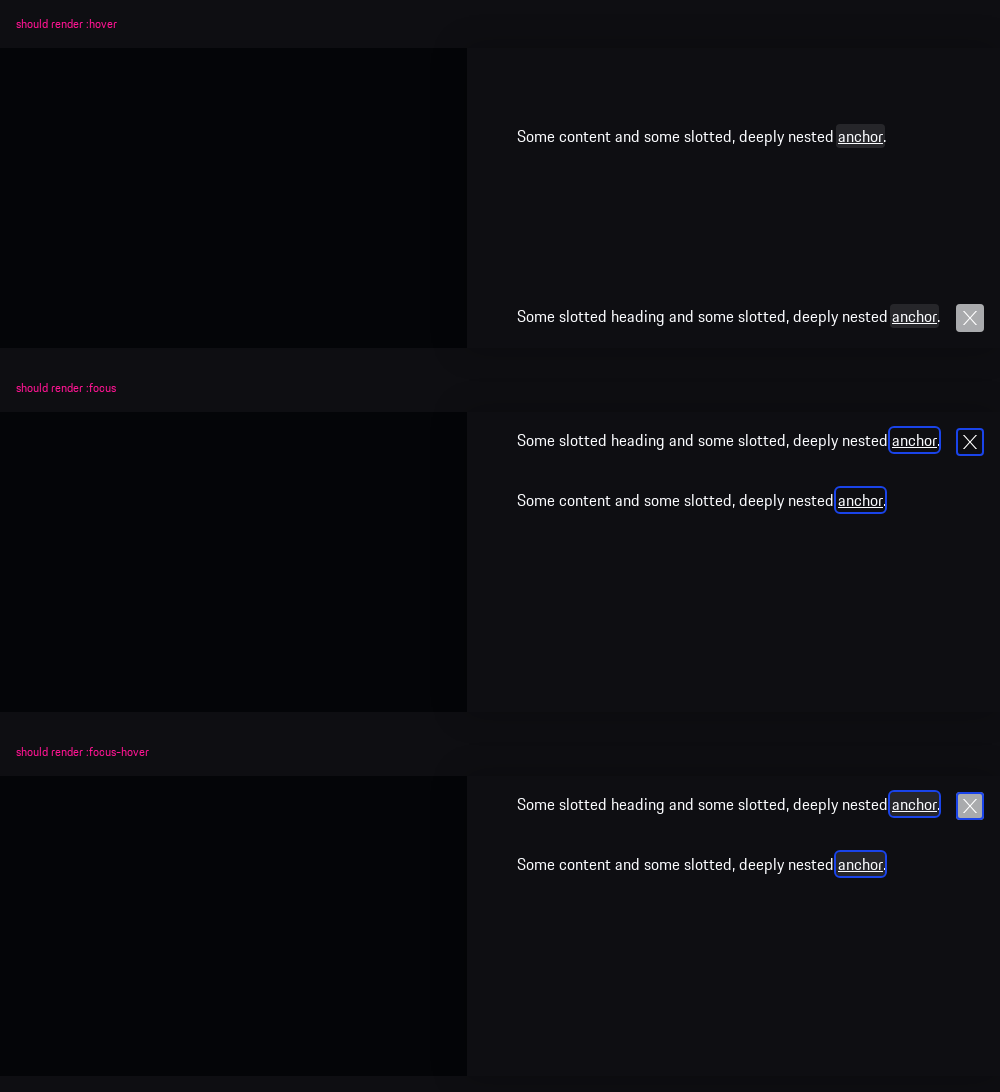 should render :hover
Some content and some slotted, deeply nested anchor.
Some slotted heading and some slotted, deeply nested anchor.
should render :focus
Some slotted heading and some slotted, deeply nested anchor.
Some content and some slotted, deeply nested anchor.
should render :focus-hover
Some slotted heading and some slotted, deeply nested anchor.
Some content and some slotted, deeply nested anchor.